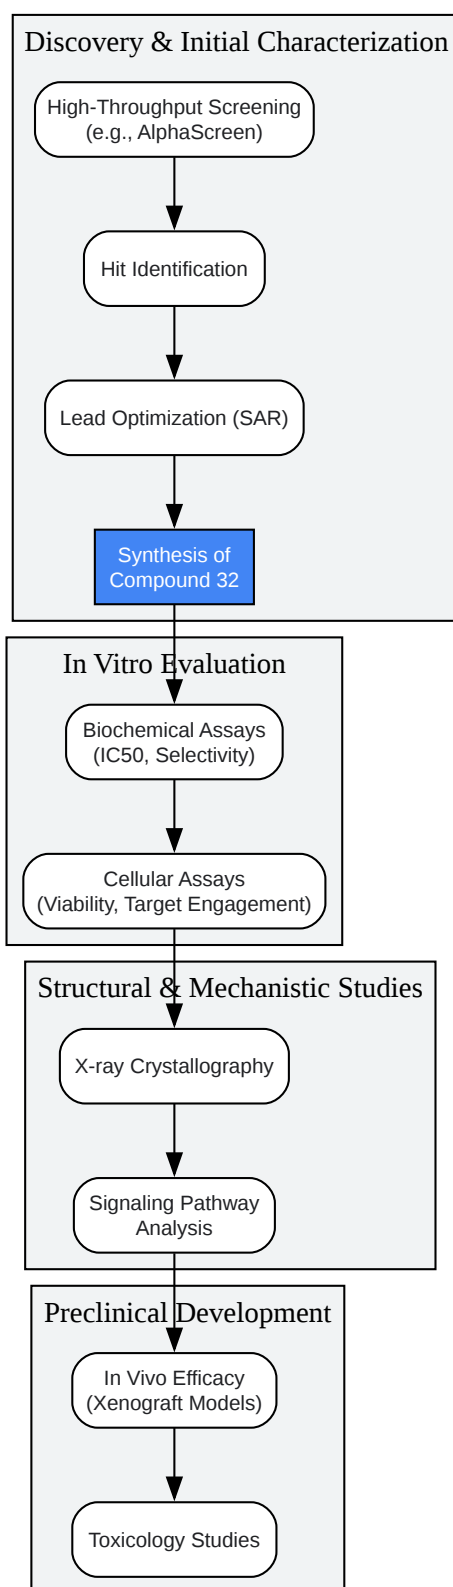 Discovery & Initial Characterization
High-Throughput Screening
(e.g., AlphaScreen)
Hit Identification
Lead Optimization (SAR)
Synthesis of
Compound 32
In Vitro Evaluation
Biochemical Assays
(IC50, Selectivity)
Cellular Assays
(Viability, Target Engagement)
Structural & Mechanistic Studies
X-ray Crystallography
Signaling Pathway
Analysis
Preclinical Development
In Vivo Efficacy
(Xenograft Models)
Toxicology Studies